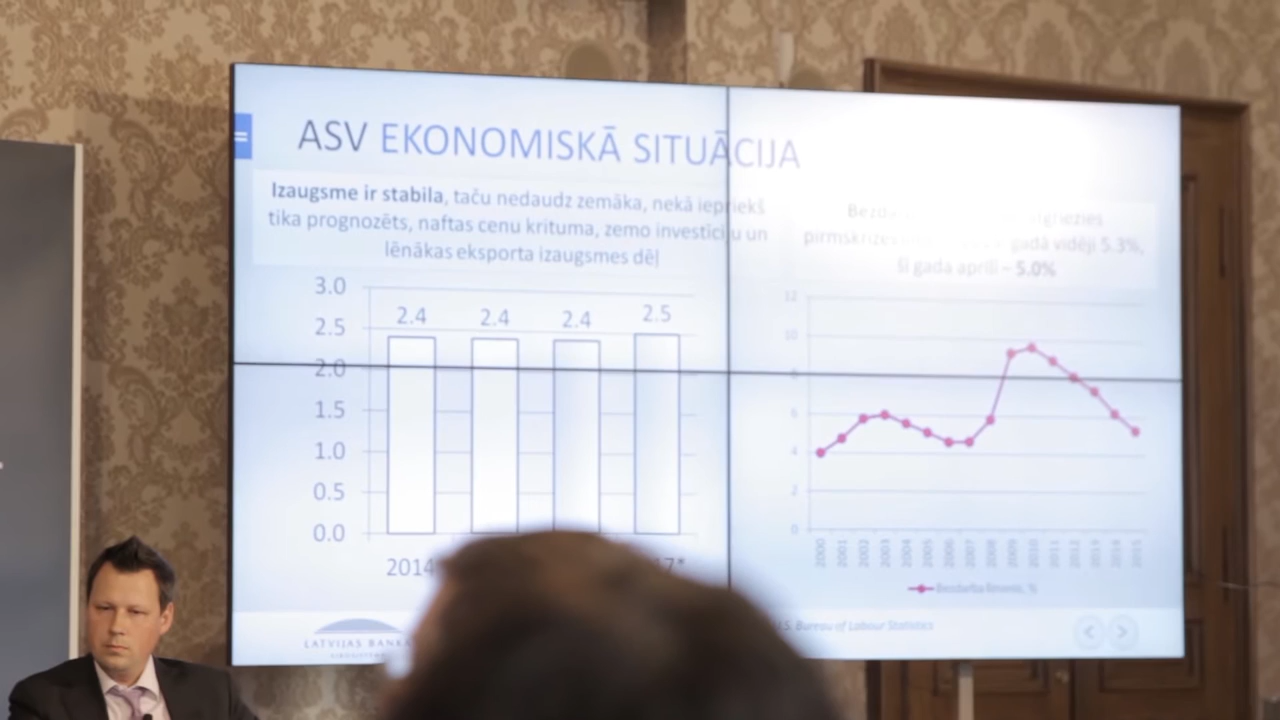 =
ASV EKONOMISKĀ SITUĀCIJA
Izaugsme ir stabila, taču nedaudz zemāka, nekā iepriekš
tika prognozēts, naftas cenu krituma, zemo investīciju un
lēnākas eksporta izaugsmes dēļ
gadā vidēji 5.3%,
šī gada aprīlī – 5.0%
3.0
2.5
2.0
1.5
1.0
0.5
0.0
2.4 2.4 2.4 2.5
2014
12
10
8
6
4
2
0
2000 2001 2002 2003 2004 2005 2006 2007 2008 2009 2010 2011 2012 2013 2014 2015
Bezdarba līmenis, %
LATVIJAS BANKA
U.S. Bureau of Labour Statistics
< >